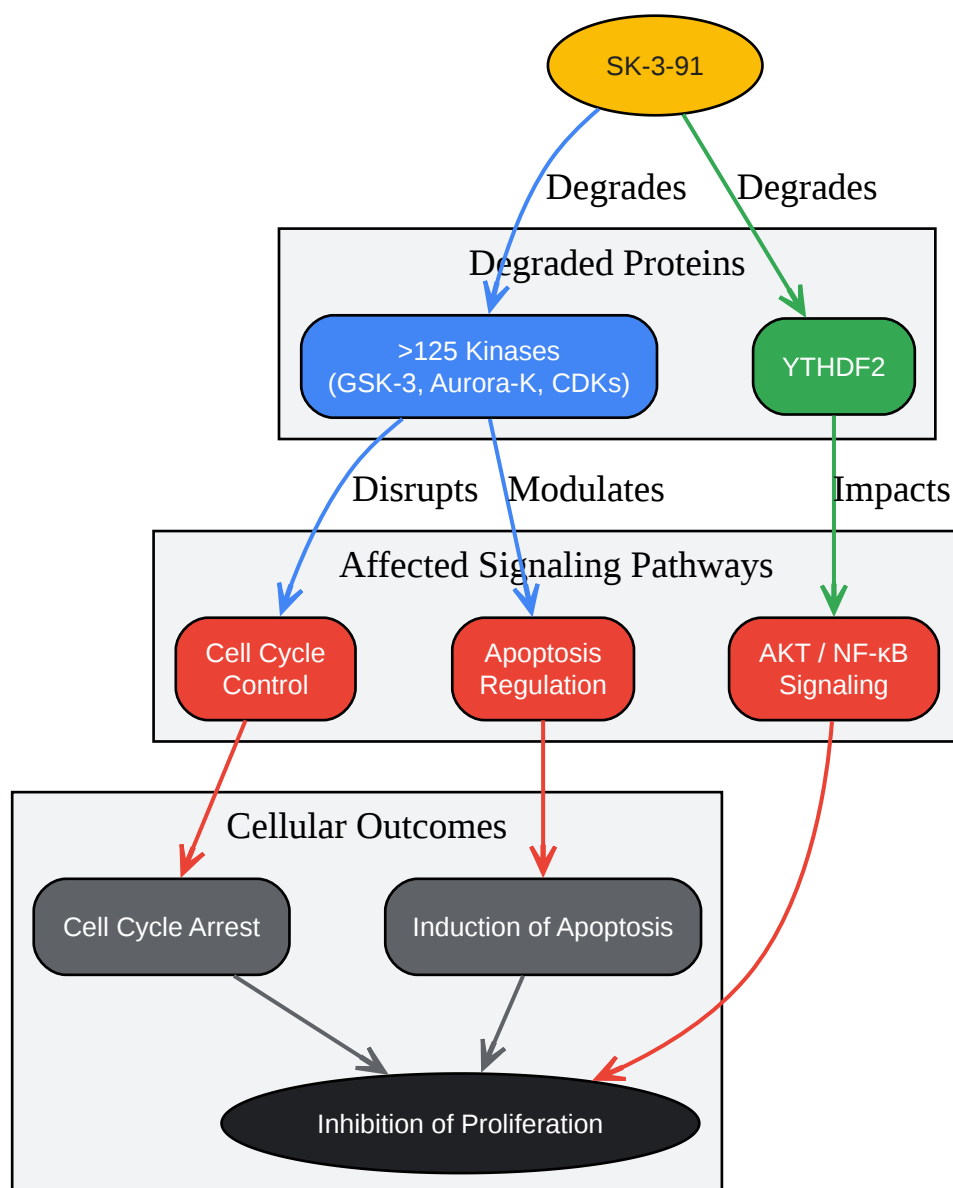 SK-3-91
Degrades
Degrades
Degraded Proteins
>125 Kinases
(GSK-3, Aurora-K, CDKs)
YTHDF2
Disrupts
Modulates
Impacts
Affected Signaling Pathways
Cell Cycle
Control
Apoptosis
Regulation
AKT / NF-κB
Signaling
Cellular Outcomes
Cell Cycle Arrest
Induction of Apoptosis
Inhibition of Proliferation